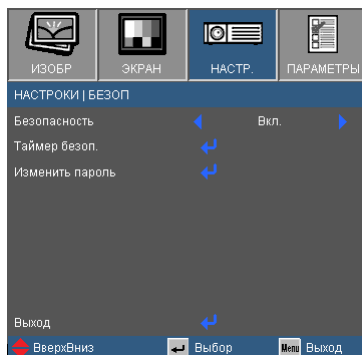 ИЗОБР ЭКРАН НАСТР. ПАРАМЕТРЫ
НАСТРОКИ | БЕЗОП
Безопасность Вкл.
Таймер безоп.
Изменить пароль
Выход
ВверхВниз Выбор Menu Выход